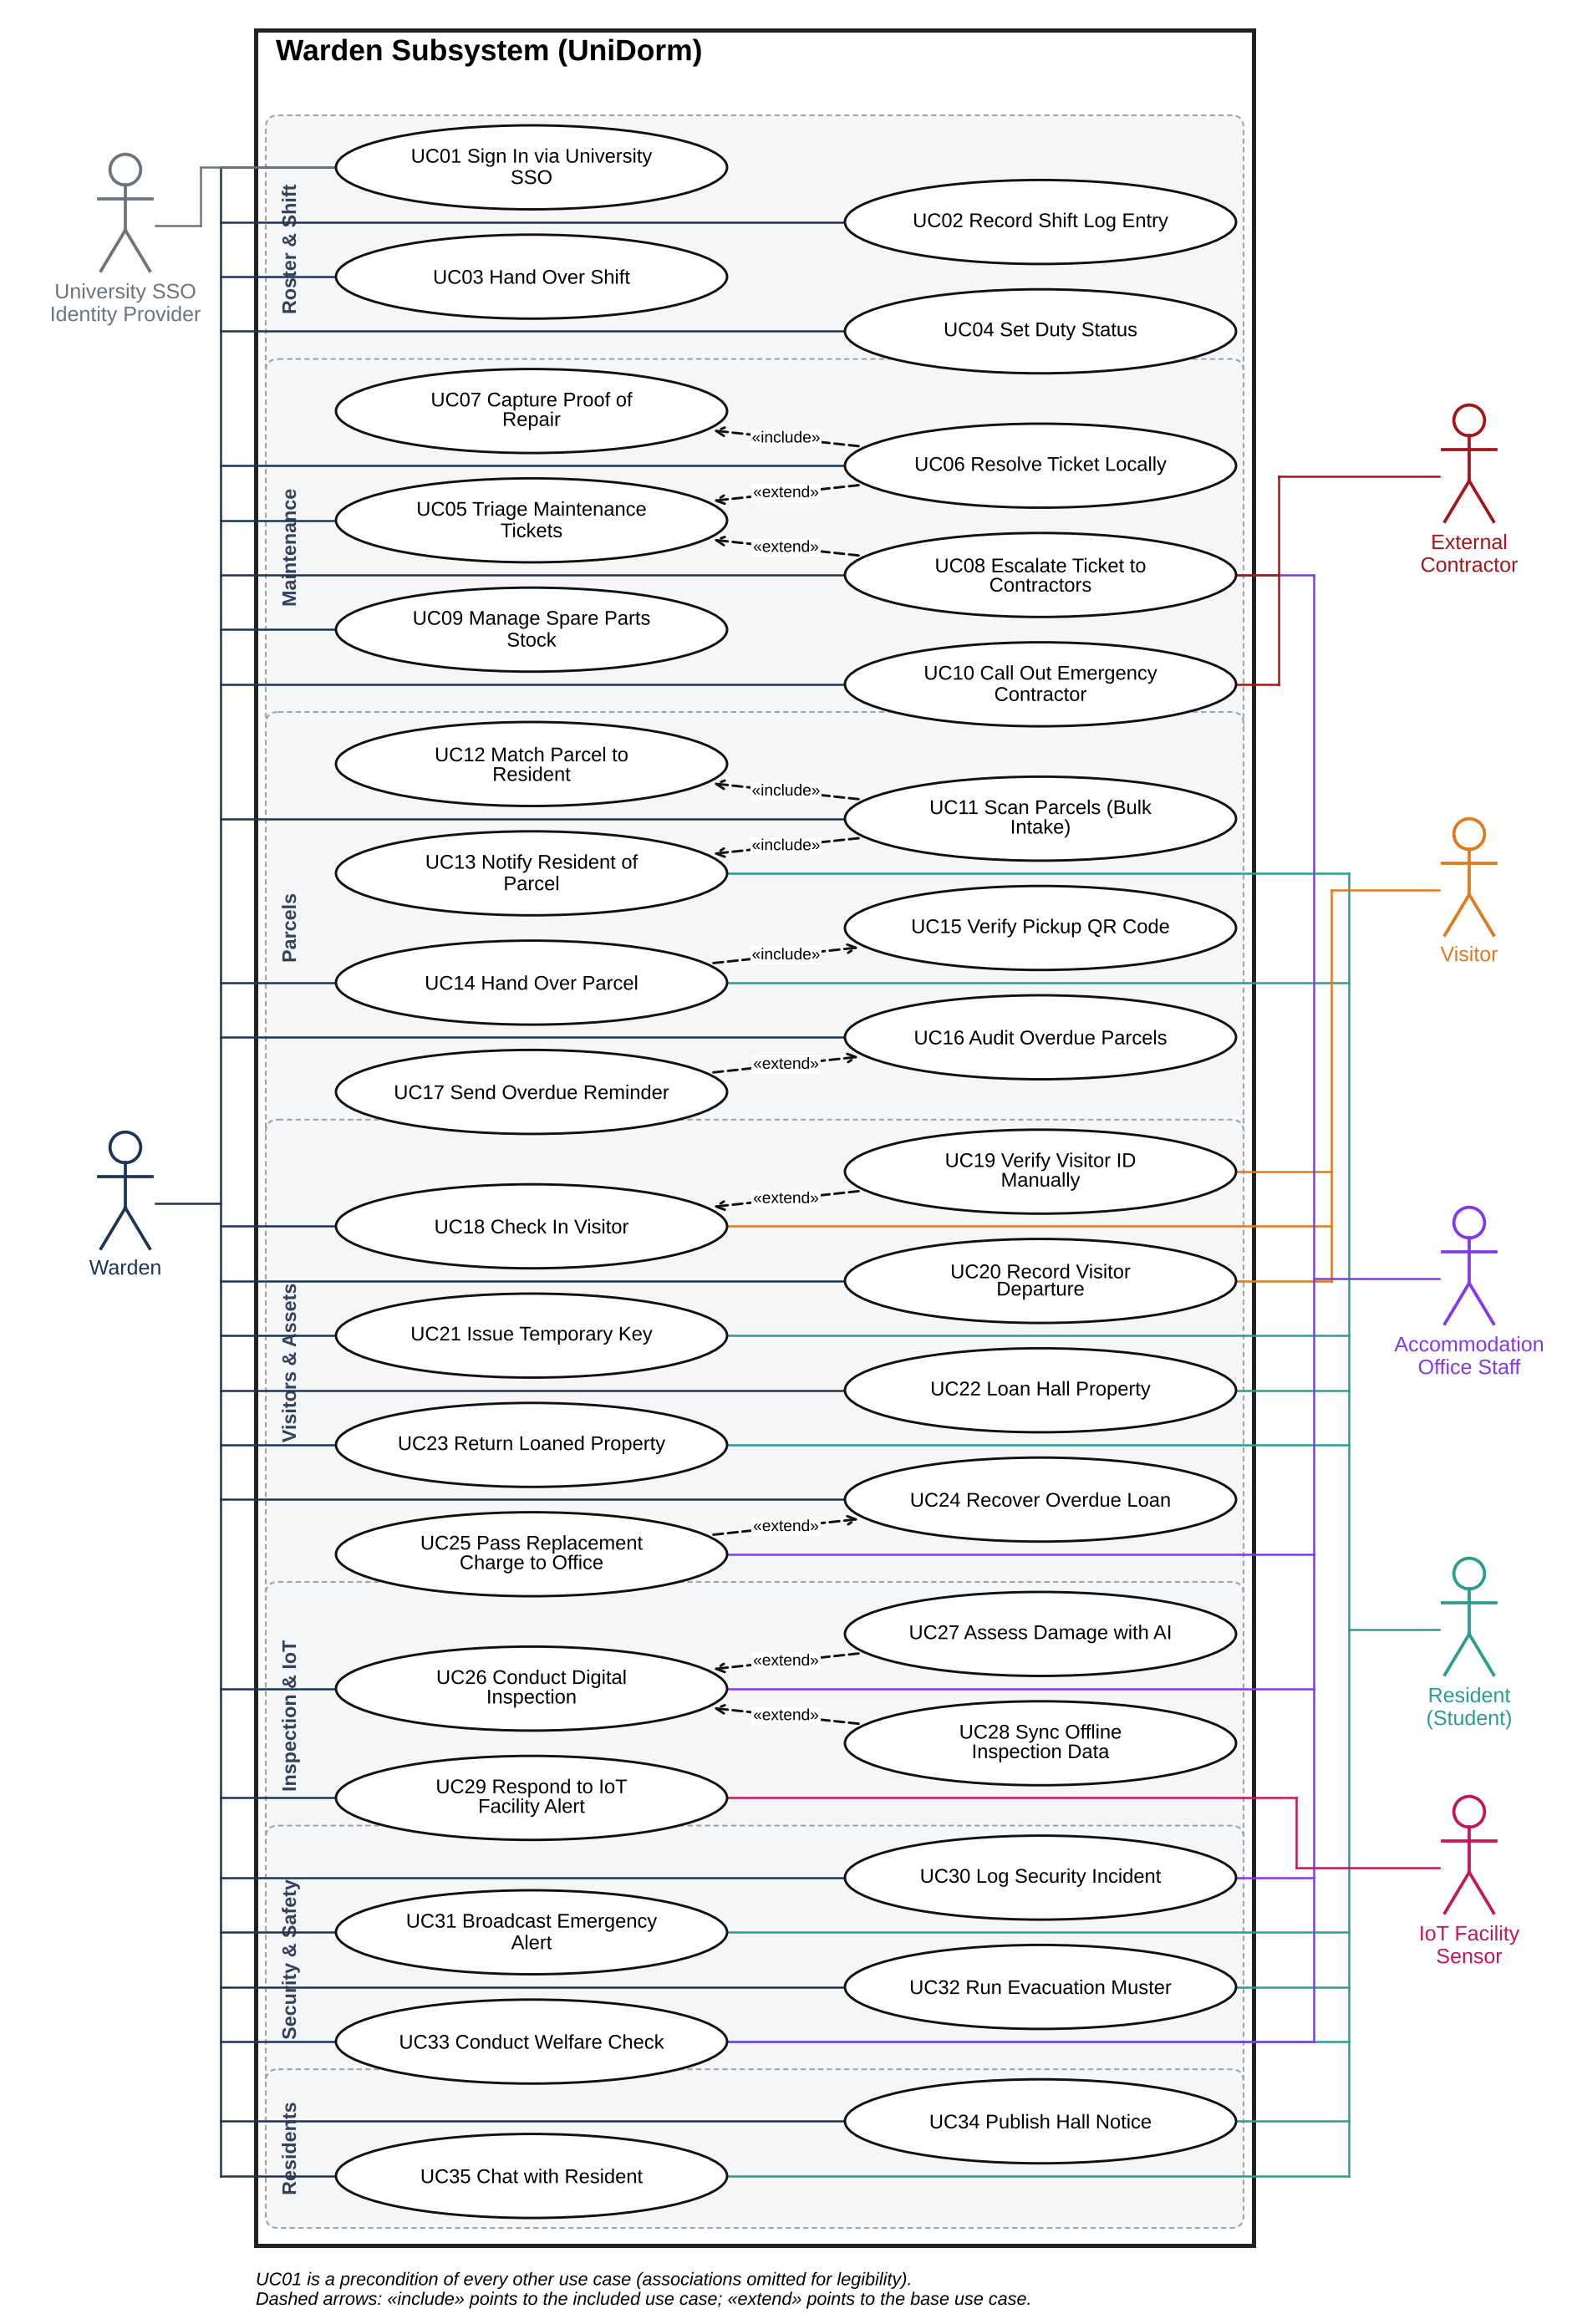 Warden Subsystem (UniDorm)
Roster & Shift
UC01 Sign In via University
SSO
UC02 Record Shift Log Entry
UC03 Hand Over Shift
UC04 Set Duty Status
University SSO
Identity Provider
Maintenance
UC07 Capture Proof of
Repair
«include»
UC06 Resolve Ticket Locally
«extend»
UC05 Triage Maintenance
Tickets
«extend»
UC08 Escalate Ticket to
Contractors
UC09 Manage Spare Parts
Stock
UC10 Call Out Emergency
Contractor
External
Contractor
Parcels
UC12 Match Parcel to
Resident
«include»
UC11 Scan Parcels (Bulk
Intake)
«include»
UC13 Notify Resident of
Parcel
UC15 Verify Pickup QR Code
«include»
UC14 Hand Over Parcel
UC16 Audit Overdue Parcels
«extend»
UC17 Send Overdue Reminder
Visitor
Warden
Visitors & Assets
UC19 Verify Visitor ID
Manually
«extend»
UC18 Check In Visitor
UC20 Record Visitor
Departure
UC21 Issue Temporary Key
UC22 Loan Hall Property
UC23 Return Loaned Property
UC24 Recover Overdue Loan
«extend»
UC25 Pass Replacement
Charge to Office
Accommodation
Office Staff
Inspection & IoT
UC27 Assess Damage with AI
«extend»
UC26 Conduct Digital
Inspection
«extend»
UC28 Sync Offline
Inspection Data
UC29 Respond to IoT
Facility Alert
Resident
(Student)
Security & Safety
UC30 Log Security Incident
UC31 Broadcast Emergency
Alert
UC32 Run Evacuation Muster
UC33 Conduct Welfare Check
IoT Facility
Sensor
Residents
UC34 Publish Hall Notice
UC35 Chat with Resident
UC01 is a precondition of every other use case (associations omitted for legibility).
Dashed arrows: «include» points to the included use case; «extend» points to the base use case.